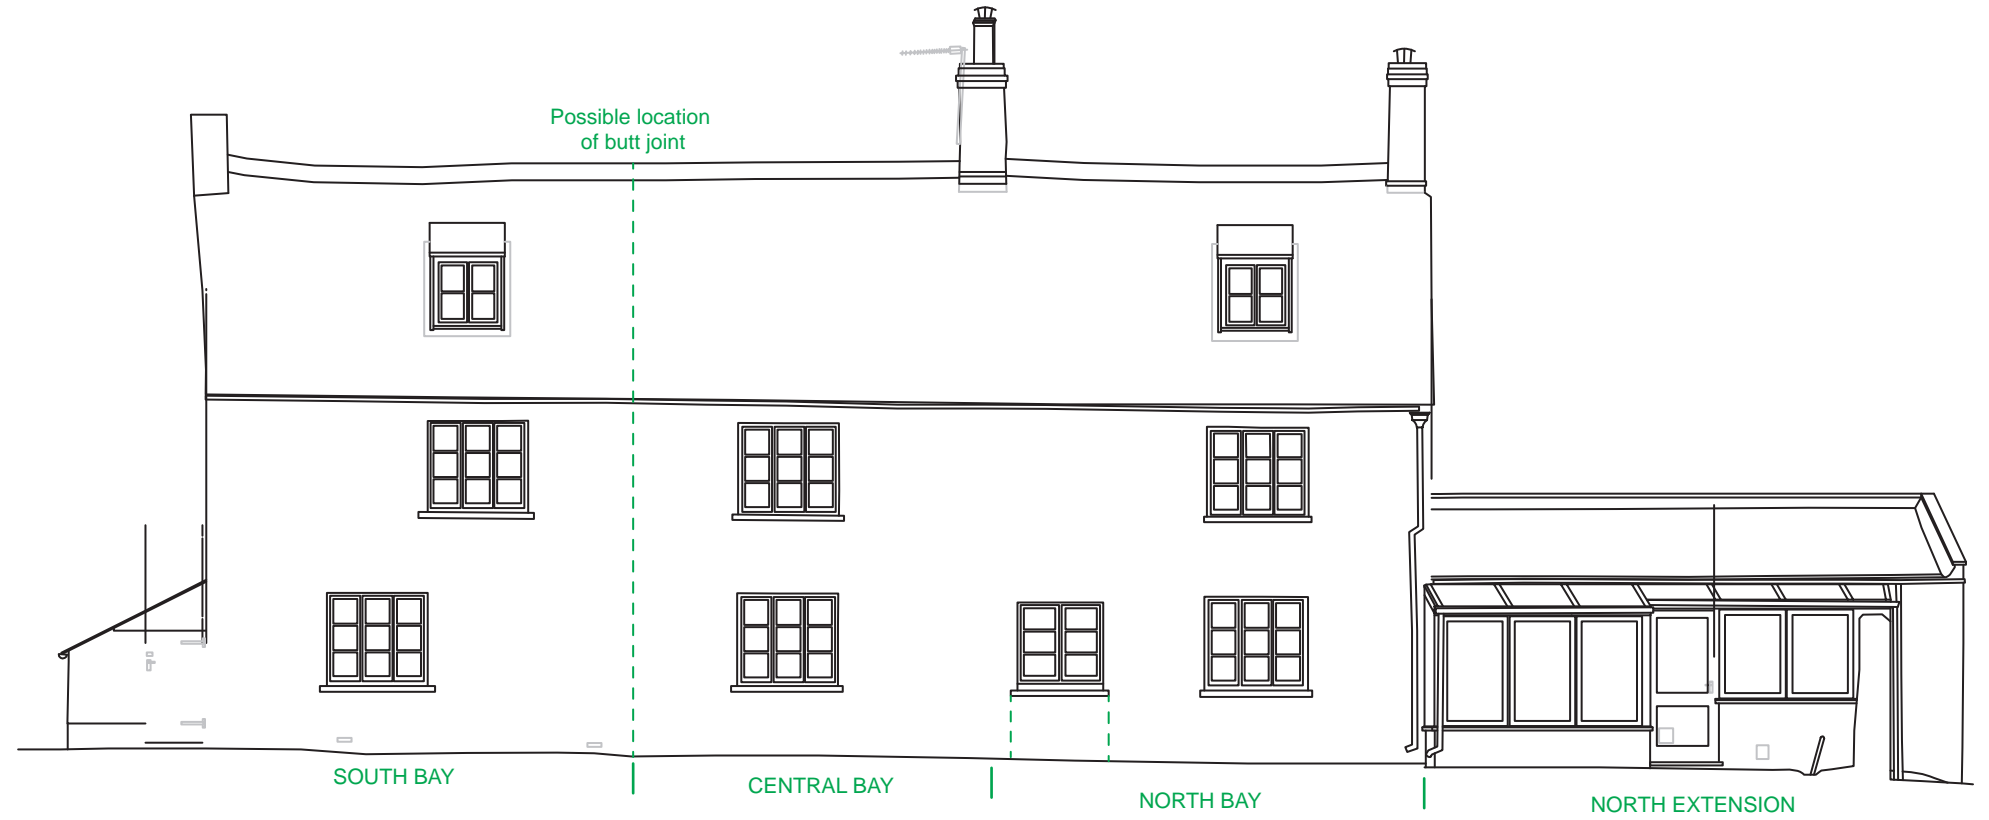 Possible location
of butt joint
SOUTH BAY
CENTRAL BAY
NORTH BAY
NORTH EXTENSION